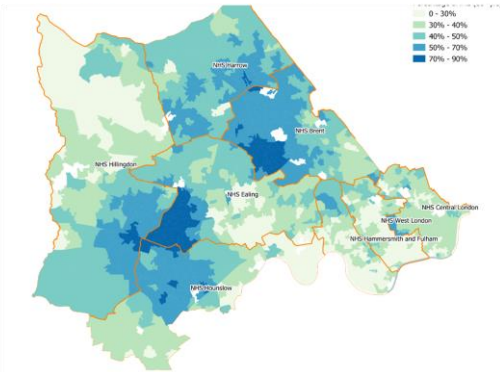 0 - 30%
30% - 40%
40% - 50%
50% - 70%
70% - 90%
NHS Harrow
NHS Brent
NHS Hillingdon
NHS Ealing
NHS Central London
NHS West London
NHS Hammersmith and Fulham
NHS Hounslow